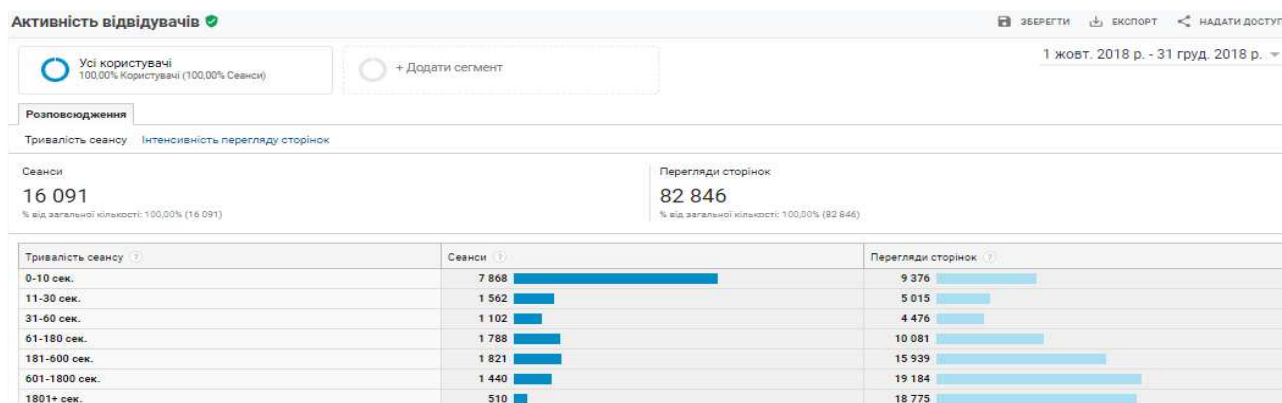 Активність відвідувачів
ЗБЕРЕГТИ ЕКСПОРТ НАДАТИ ДОСТУП
Усі користувачі
100,00% Користувачі (100,00% Сеанси)
+ Додати сегмент
1 жовт. 2018 р. - 31 груд. 2018 р.
Розповсюдження
Тривалість сеансу Інтенсивність перегляду сторінок
Сеанси
16 091
% від загальної кількості: 100,00% (16 091)
Перегляди сторінок
82 846
% від загальної кількості: 100,00% (82 846)
Тривалість сеансу ? Сеанси ? Перегляди сторінок ?
0-10 сек. 7 868 9 376
11-30 сек. 1 562 5 015
31-60 сек. 1 102 4 476
61-180 сек. 1 788 10 081
181-600 сек. 1 821 15 939
601-1800 сек. 1 440 19 184
1801+ сек. 510 18 775